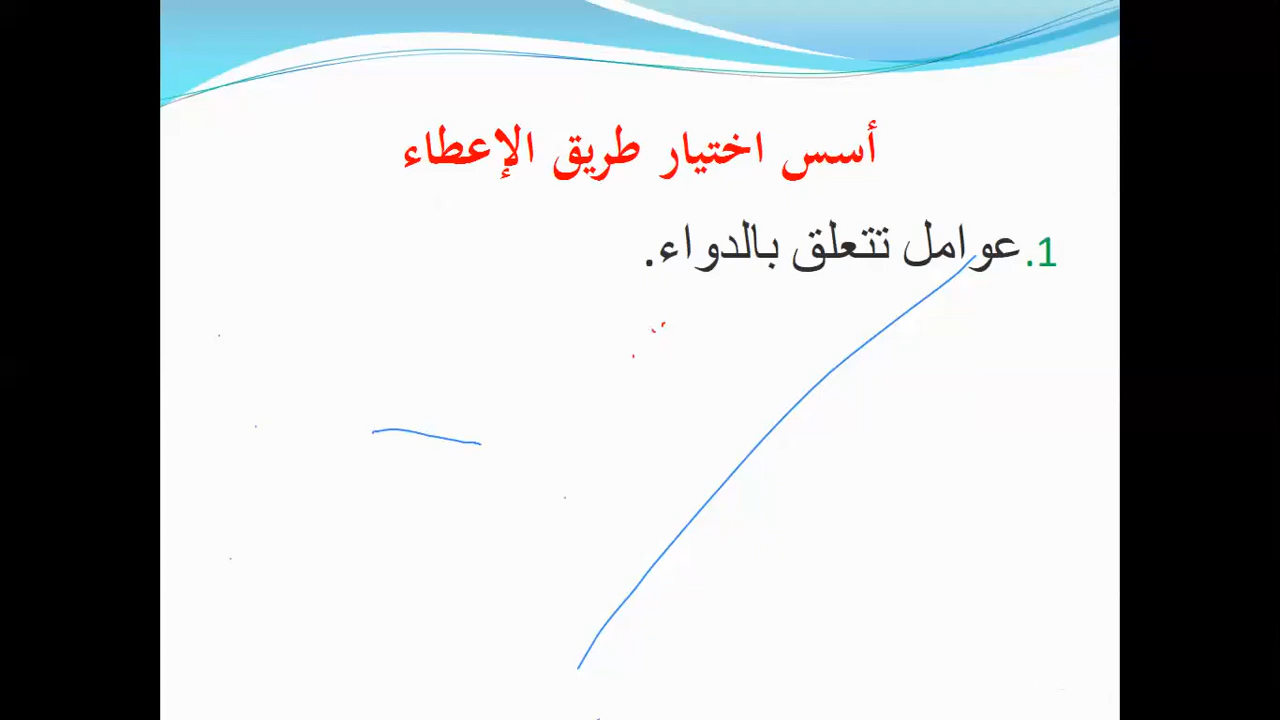 أسس اختيار طريق الإعطاء
1. عوامل تتعلق بالدواء.